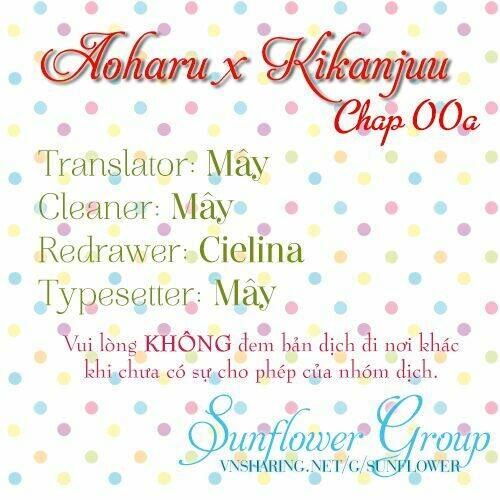 Aoharu x Kikanjuu
Chap 00a
Translator: Mây
Cleaner: Mây
Redrawer: Cielina
Typesetter: Mây
Vui lòng KHÔNG đem bản dịch đi nơi khác
khi chưa có sự cho phép của nhóm dịch.
Sunflower Group
VNSHARING.NET/G/SUNFLOWER